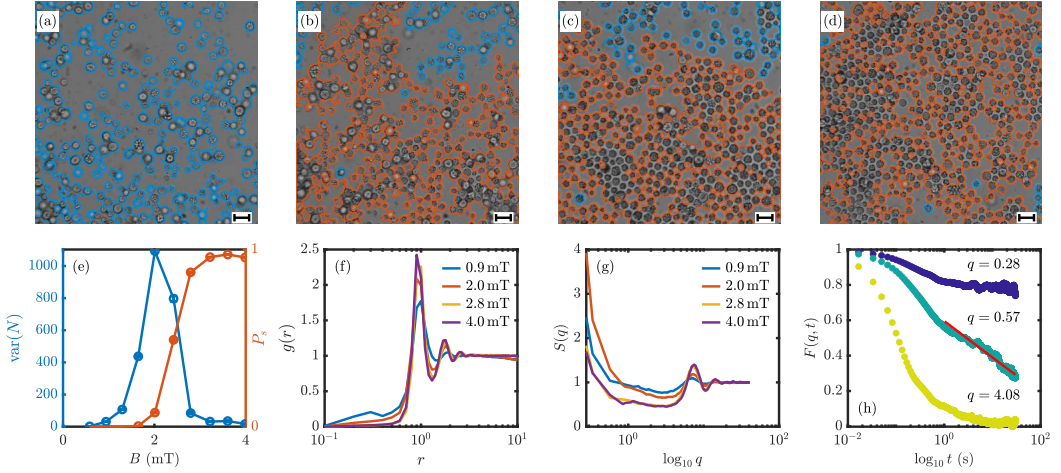 (a)
(b)
(c)
(d)
(e)
var(N)
1000
800
600
400
200
0
0
2
4
B (mT)
1
0
P_s
(f)
g(r)
2.5
2
1.5
1
0.5
0
10^{-1}
10^0
10^1
r
0.9 mT
2.0 mT
2.8 mT
4.0 mT
(g)
S(q)
4
3
2
1
0
10^0
10^2
log_{10} q
0.9 mT
2.0 mT
2.8 mT
4.0 mT
(h)
F(q, t)
1
0.8
0.6
0.4
0.2
0
10^{-2}
10^0
10^2
log_{10} t (s)
q = 0.28
q = 0.57
q = 4.08